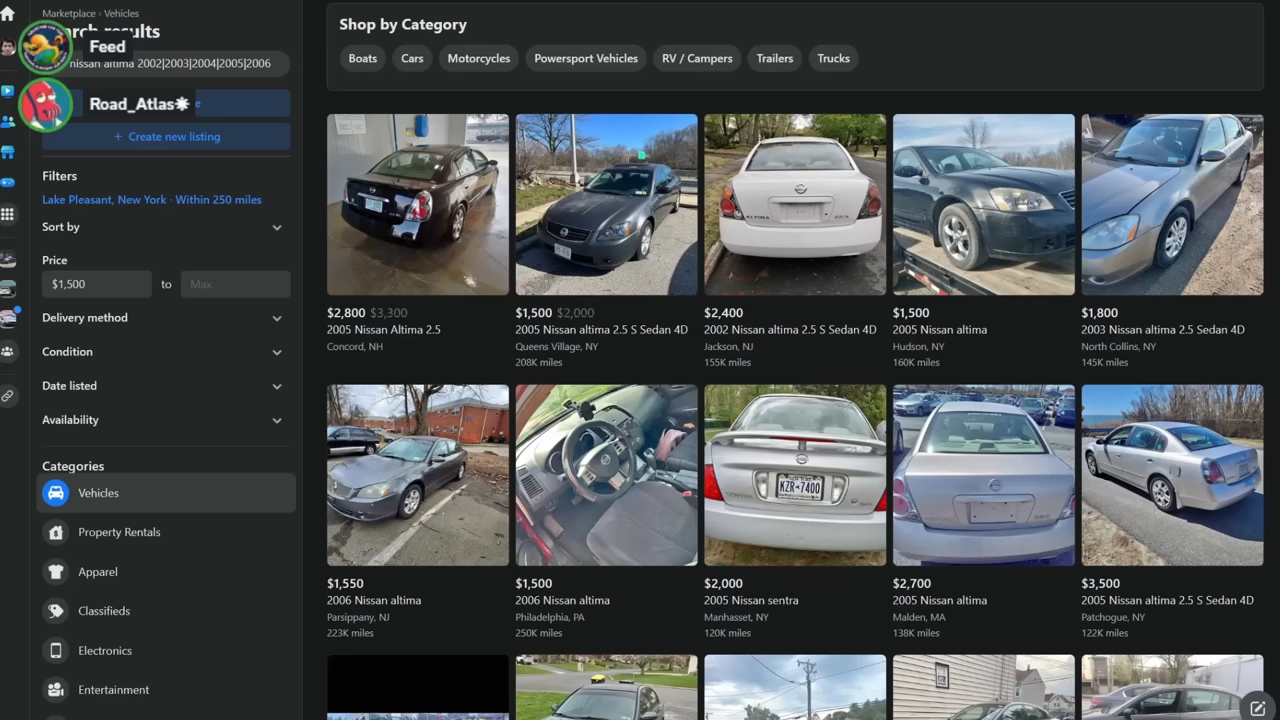 Marketplace · Vehicles
rch results
Feed
nissan altima 2002|2003|2004|2005|2006
Road_Atlas✸
e
+ Create new listing
Filters
Lake Pleasant, New York · Within 250 miles
Sort by
Price
$1,500 to Max
Delivery method
Condition
Date listed
Availability
Categories
Vehicles
Property Rentals
Apparel
Classifieds
Electronics
Entertainment
Shop by Category
Boats Cars Motorcycles Powersport Vehicles RV / Campers Trailers Trucks
$2,800 $3,300
2005 Nissan Altima 2.5
Concord, NH
$1,500 $2,000
2005 Nissan altima 2.5 S Sedan 4D
Queens Village, NY
208K miles
ALTIMA
$2,400
2002 Nissan altima 2.5 S Sedan 4D
Jackson, NJ
155K miles
$1,500
2005 Nissan altima
Hudson, NY
160K miles
$1,800
2003 Nissan altima 2.5 S Sedan 4D
North Collins, NY
145K miles
$1,550
2006 Nissan altima
Parsippany, NJ
223K miles
$1,500
2006 Nissan altima
Philadelphia, PA
250K miles
KZR 7400
$2,000
2005 Nissan sentra
Manhasset, NY
120K miles
$2,700
2005 Nissan altima
Malden, MA
138K miles
$3,500
2005 Nissan altima 2.5 S Sedan 4D
Patchogue, NY
122K miles